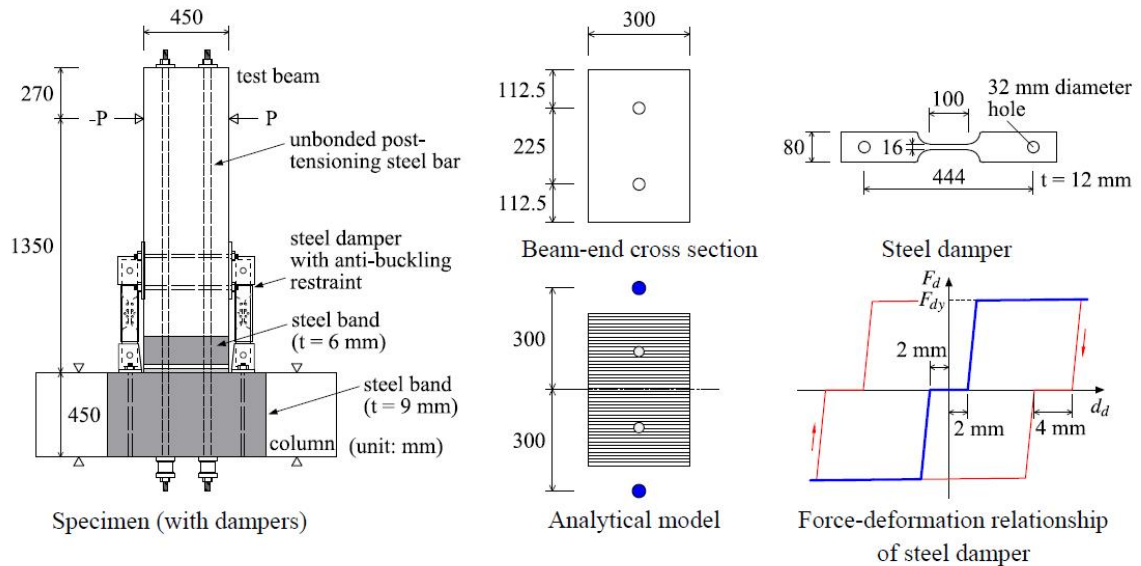 450
270
test beam
-P
P
unbonded post-
tensioning steel bar
1350
steel damper
with anti-buckling
restraint
steel band
(t = 6 mm)
steel band
(t = 9 mm)
450
column
(unit: mm)
Specimen (with dampers)
300
112.5
225
112.5
Beam-end cross section
300
300
Analytical model
32 mm diameter
hole
100
80
16
444
t = 12 mm
Steel damper
F_d
F_dy
2 mm
d_d
2 mm
4 mm
Force-deformation relationship
of steel damper